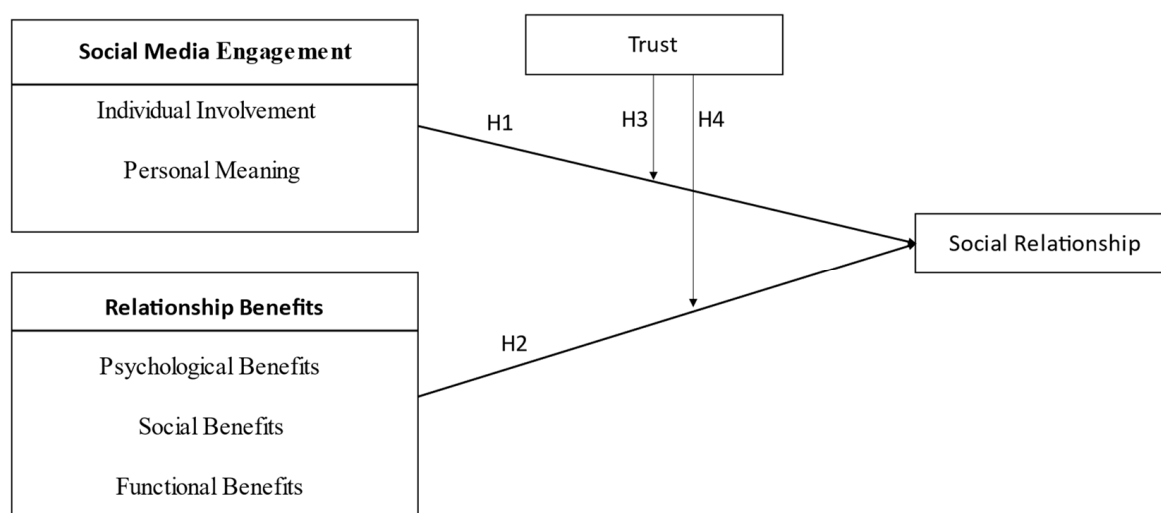 Social Media Engagement
Individual Involvement
Personal Meaning
Trust
H1
H3
H4
Social Relationship
Relationship Benefits
H2
Psychological Benefits
Social Benefits
Functional Benefits